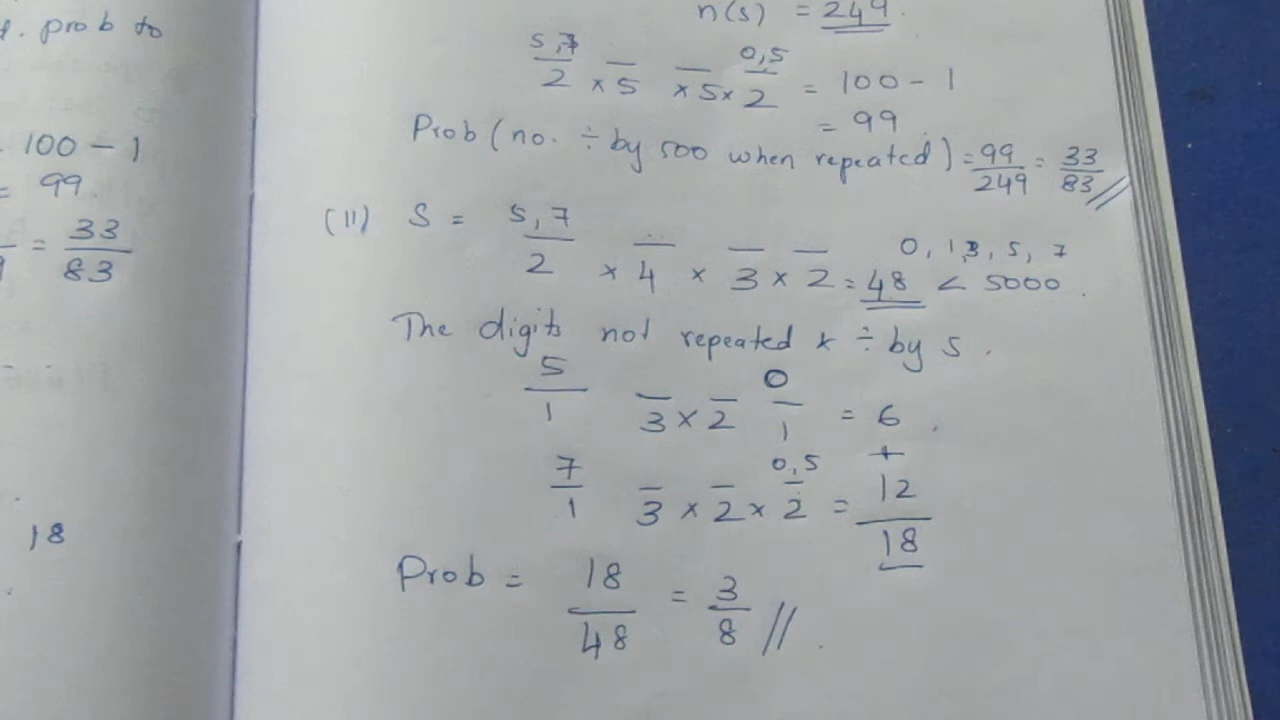 d. prob to
100 - 1
= 99
= 33/83
18
n(s) = 249.
5,7 0,5
2 × 5 × 5 × 2 = 100 - 1
= 99
Prob (no. ÷ by 500 when repeated) = 99/249 = 33/83 //
(11) S = 5,7
0, 1, 3, 5, 7
2 × 4 × 3 × 2 = 48 < 5000.
The digits not repeated × ÷ by 5.
5 0
1 3 × 2 1 = 6.
+
7 0,5
1 3 × 2 × 2 = 12
18
Prob = 18/48 = 3/8 //.